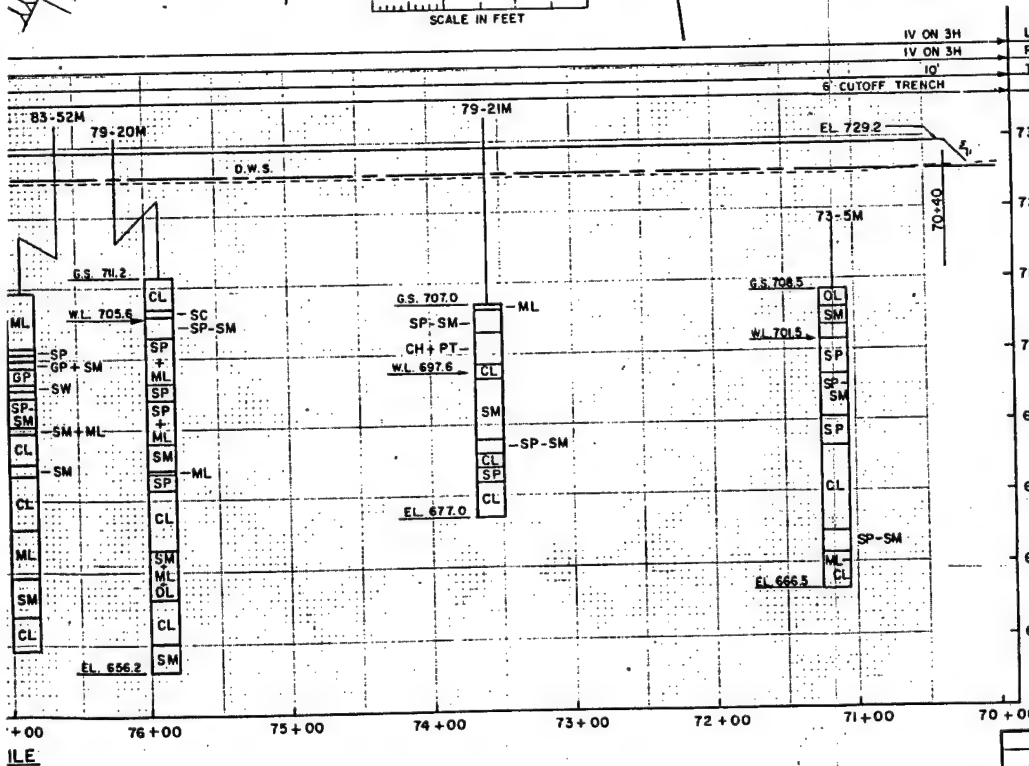 SCALE IN FEET
1V ON 3H
1V ON 3H
10'
6' CUTOFF TRENCH
83-52M
79-20M
79-21M
EL. 729.2
D.W.S.
73-5M
70+40
G.S. 711.2
CL
SC
W.L. 705.6
SP-SM
SP
+
ML
SP
SP
+
ML
SM
ML
SP
CL
SM
+
ML
+
OL
CL
SM
EL. 656.2
ML
SP
GP+SM
GP
SW
SP-
SM
SM+ML
CL
SM
CL
ML
SM
CL
G.S. 707.0
ML
SP-SM
CH+PT
W.L. 697.6
CL
SM
SP-SM
CL
SP
CL
EL. 677.0
G.S. 708.5
OL
SM
W.L. 701.5
SP
SP-
SM
SP
CL
SP-SM
ML-
CL
EL. 666.5
+00
76+00
75+00
74+00
73+00
72+00
71+00
ILE